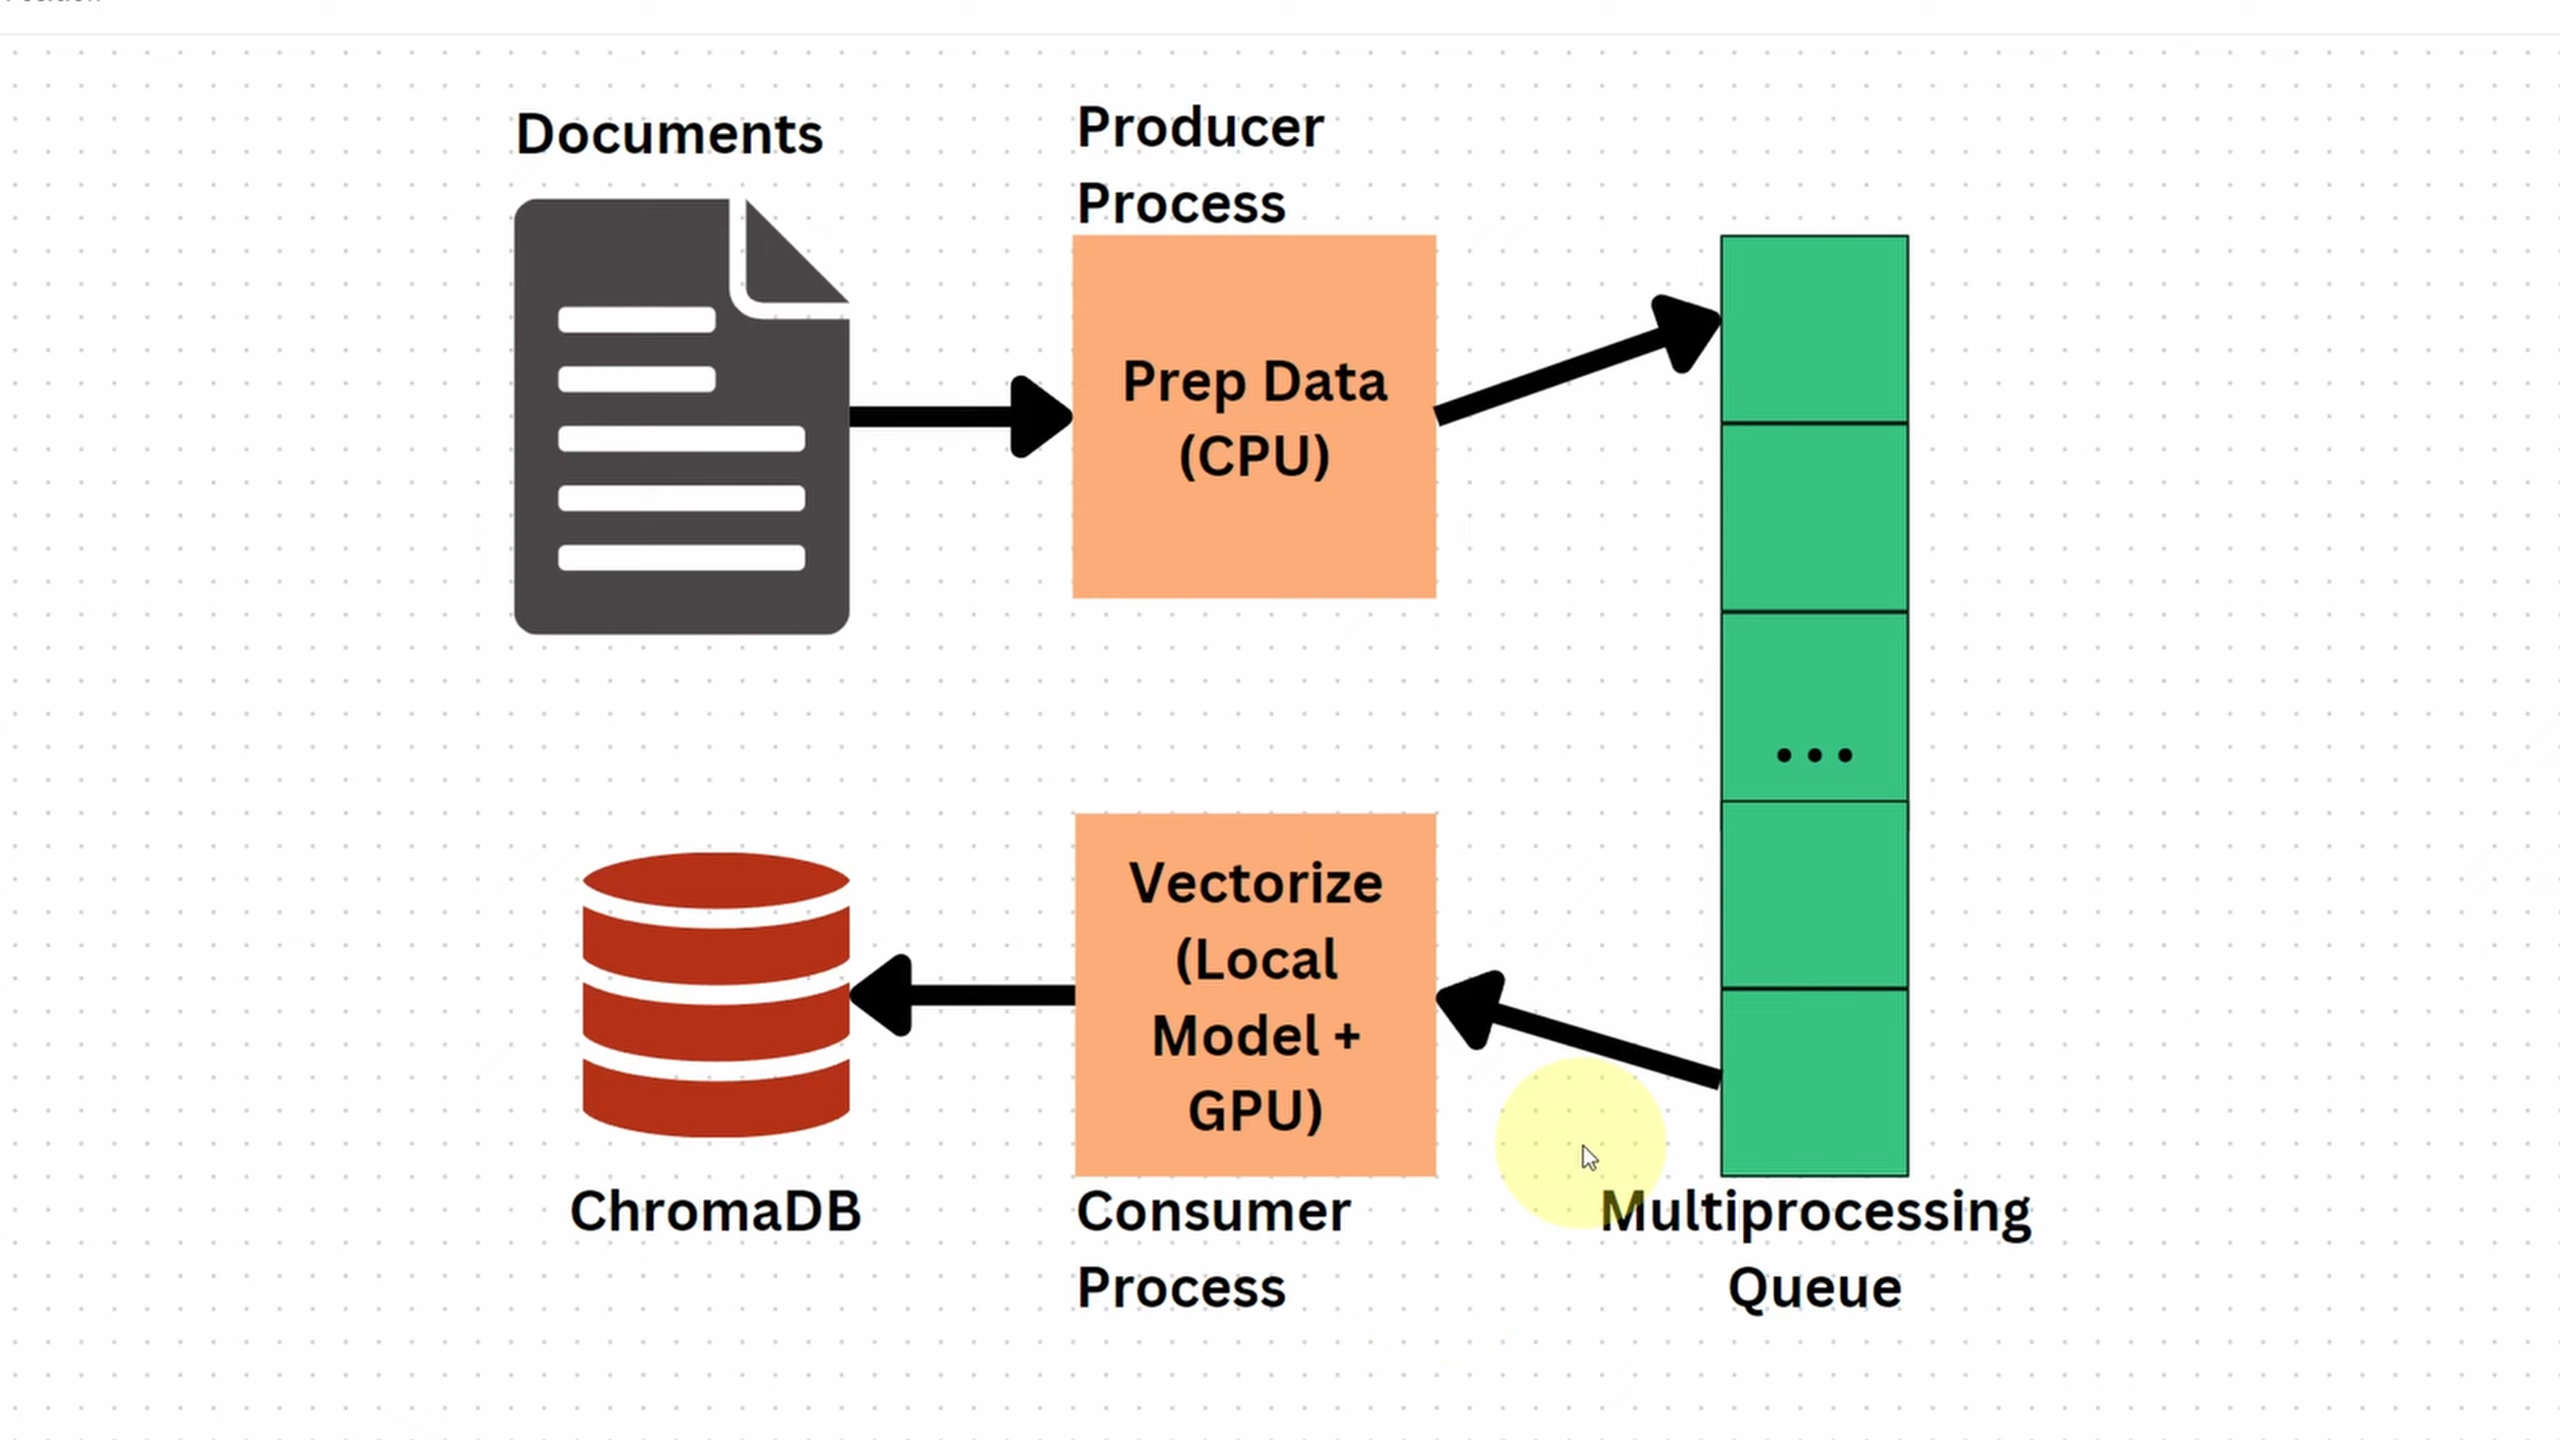 Documents
Producer
Process
Prep Data
(CPU)
...
Vectorize
(Local
Model +
GPU)
ChromaDB
Consumer
Process
Multiprocessing
Queue